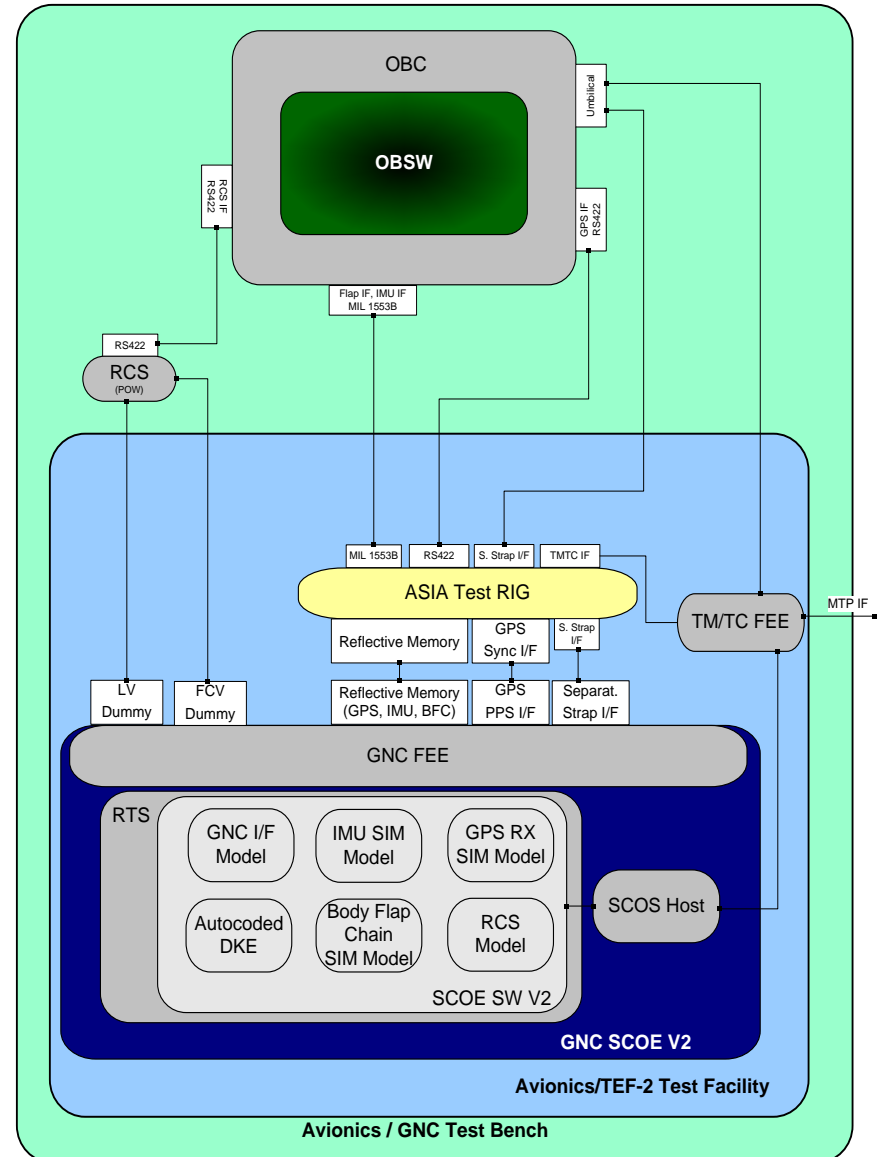 OBC
Umbilical
OBSW
RCS IF
RS422
GPS IF
RS422
Flap IF, IMU IF
MIL 1553B
RS422
RCS
(POW)
MIL 1553B
RS422
S. Strap I/F
TMTC IF
ASIA Test RIG
MTP IF
TM/TC FEE
Reflective Memory
GPS
Sync I/F
S. Strap
I/F
LV
Dummy
FCV
Dummy
Reflective Memory
(GPS, IMU, BFC)
GPS
PPS I/F
Separat.
Strap I/F
GNC FEE
RTS
GNC I/F
Model
IMU SIM
Model
GPS RX
SIM Model
Autocoded
DKE
Body Flap
Chain
SIM Model
RCS
Model
SCOS Host
SCOE SW V2
GNC SCOE V2
Avionics/TEF-2 Test Facility
Avionics / GNC Test Bench